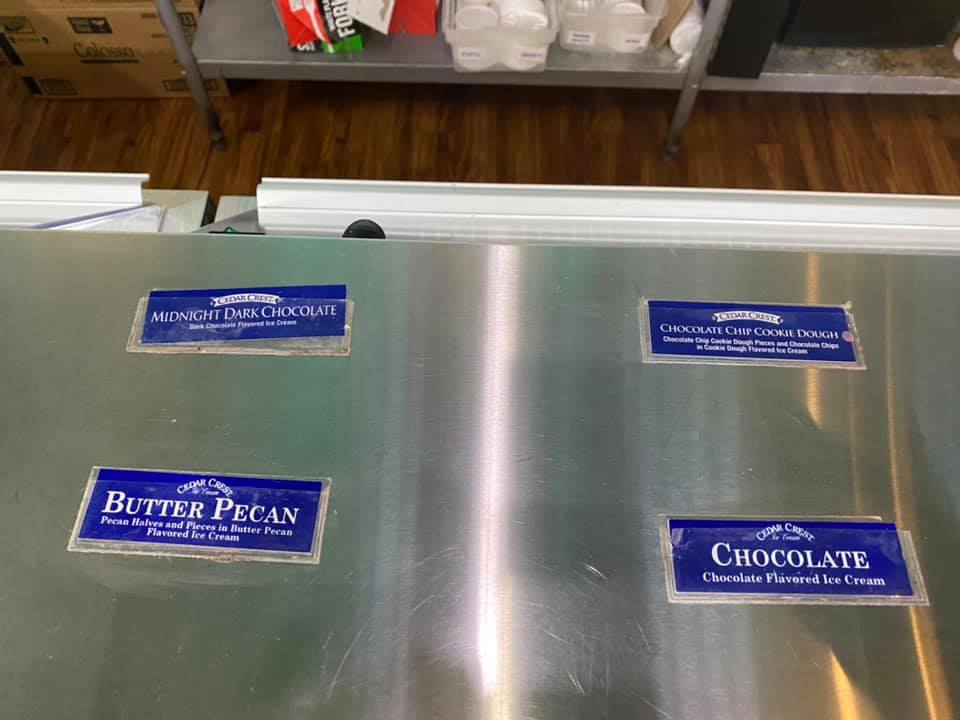 Colossal
FOR
CEDAR CREST
MIDNIGHT DARK CHOCOLATE
Dark Chocolate Flavored Ice Cream
CEDAR CREST
CHOCOLATE CHIP COOKIE DOUGH
Chocolate Chip Cookie Dough Pieces and Chocolate Chips
in Cookie Dough Flavored Ice Cream
CEDAR CREST
Ice Cream
BUTTER PECAN
Pecan Halves and Pieces in Butter Pecan
Flavored Ice Cream
CEDAR CREST
Ice Cream
CHOCOLATE
Chocolate Flavored Ice Cream